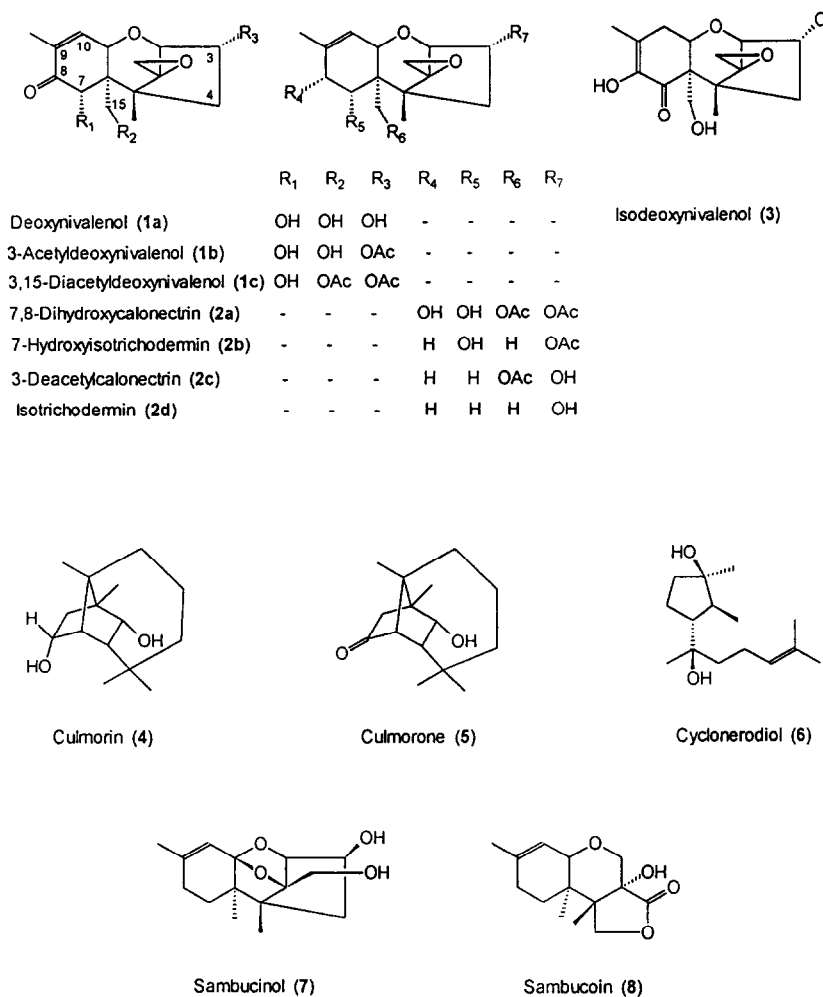 O O
10 3 R3
9
8 O
O 7 4
15
R1 R2
O R7
O
R4
R5 R6
O O
O
HO
O OH
R1 R2 R3 R4 R5 R6 R7
Deoxynivalenol (1a) OH OH OH - - - -
3-Acetyldeoxynivalenol (1b) OH OH OAc - - - -
3,15-Diacetyldeoxynivalenol (1c) OH OAc OAc - - - -
7,8-Dihydroxycalonectrin (2a) - - - OH OH OAc OAc
7-Hydroxyisotrichodermin (2b) - - - H OH H OAc
3-Deacetylcalonectrin (2c) - - - H H OAc OH
Isotrichodermin (2d) - - - H H H OH
Isodeoxynivalenol (3)
H
OH
HO
OH
O
HO
OH
Culmorin (4) Culmorone (5) Cyclonerodiol (6)
O OH
O OH
O
OH
O
O
Sambucinol (7) Sambucoin (8)